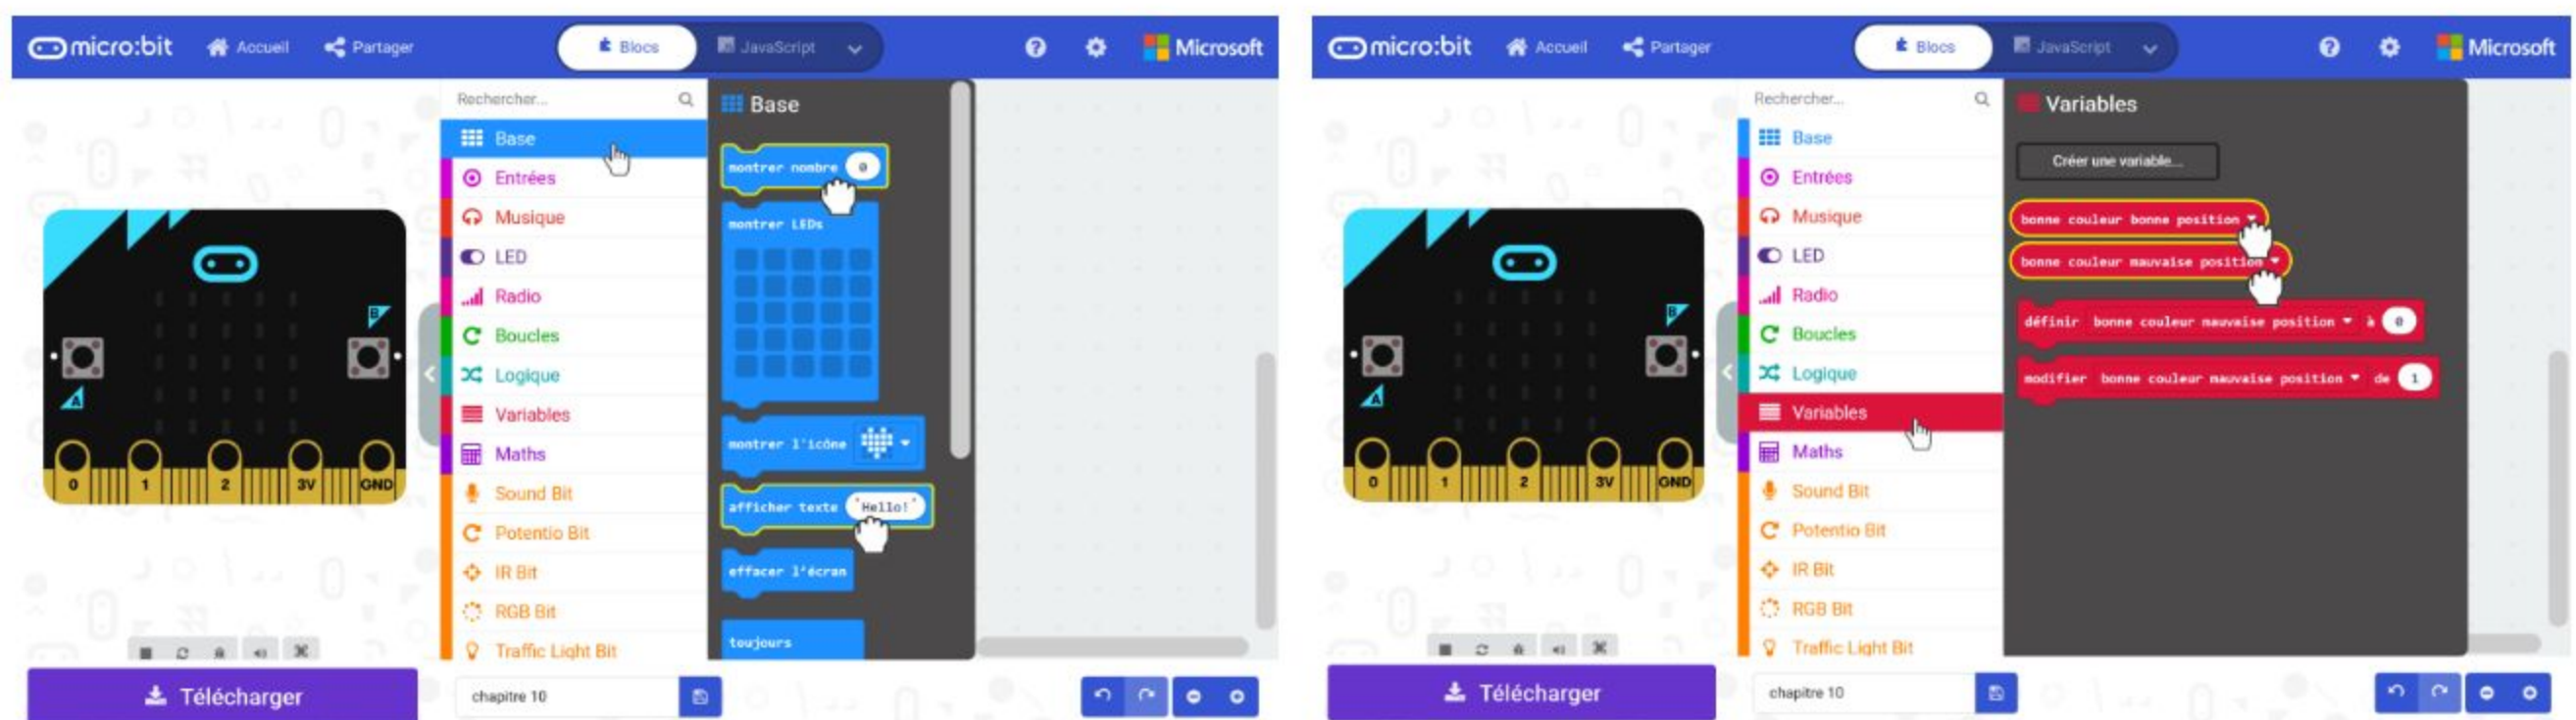 micro:bit Accueil Partager Blocs JavaScript Microsoft
Rechercher...
Base
Entrées
Musique
LED
Radio
Boucles
Logique
Variables
Maths
Sound Bit
Potentio Bit
IR Bit
RGB Bit
Traffic Light Bit
Base
montrer nombre 0
montrer LEDs
montrer l'icône
afficher texte "Hello!"
effacer l'écran
toujours
B
A
0 1 2 3V GND
Télécharger
chapitre 10
micro:bit Accueil Partager Blocs JavaScript Microsoft
Rechercher...
Base
Entrées
Musique
LED
Radio
Boucles
Logique
Variables
Maths
Sound Bit
Potentio Bit
IR Bit
RGB Bit
Traffic Light Bit
Variables
Créer une variable...
bonne couleur bonne position
bonne couleur mauvaise position
définir bonne couleur mauvaise position à 0
modifier bonne couleur mauvaise position de 1
B
A
0 1 2 3V GND
Télécharger
chapitre 10